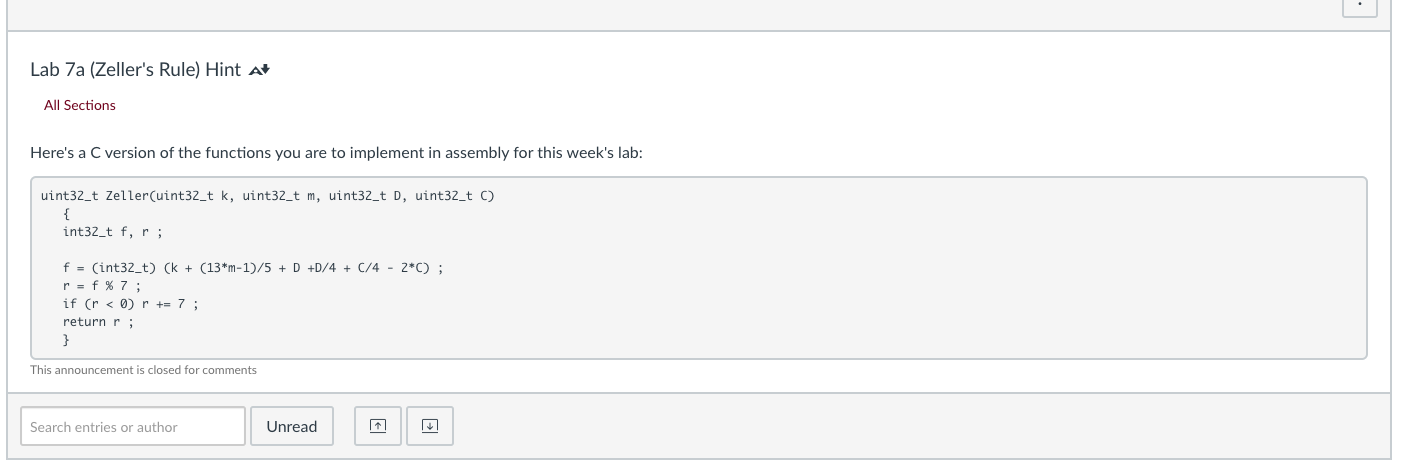 Lab 7a (Zeller's Rule) Hint
All Sections
Here's a C version of the functions you are to implement in assembly for this week's lab:
uint32_t Zeller(uint32_t k, uint32_t m, uint32_t D, uint32_t C)
{
int32_t f, r ;
f = (int32_t) (k + (13*m-1)/5 + D +D/4 + C/4 - 2*C) ;
r = f % 7 ;
if (r < 0) r += 7 ;
return r ;
}
This announcement is closed for comments
Search entries or author
Unread